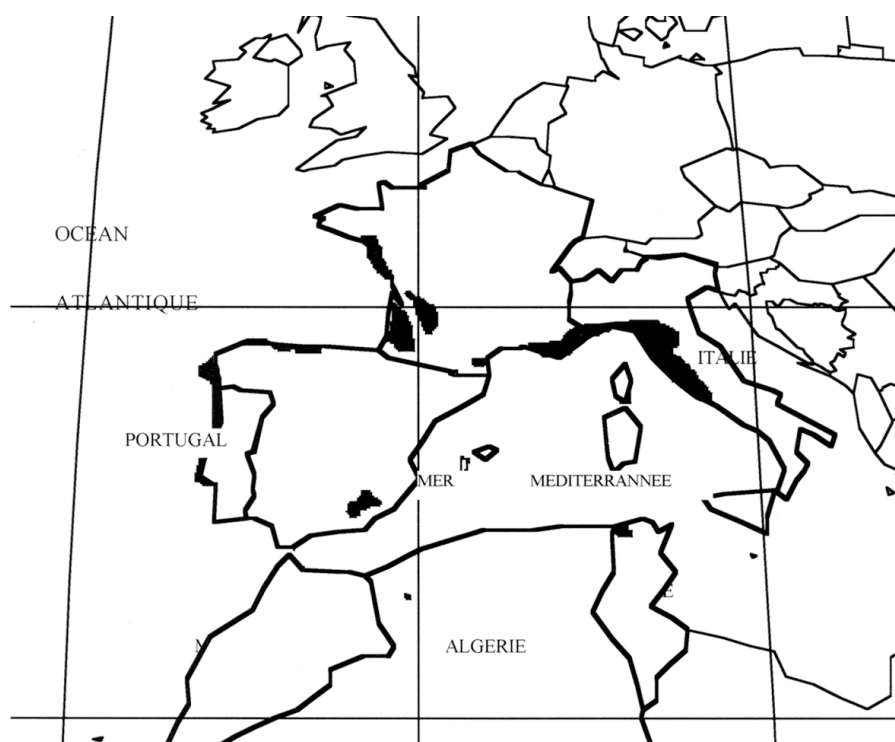 OCEAN
ATLANTIQUE
ITALIE
PORTUGAL
MER
MEDITERRANNEE
ALGERIE